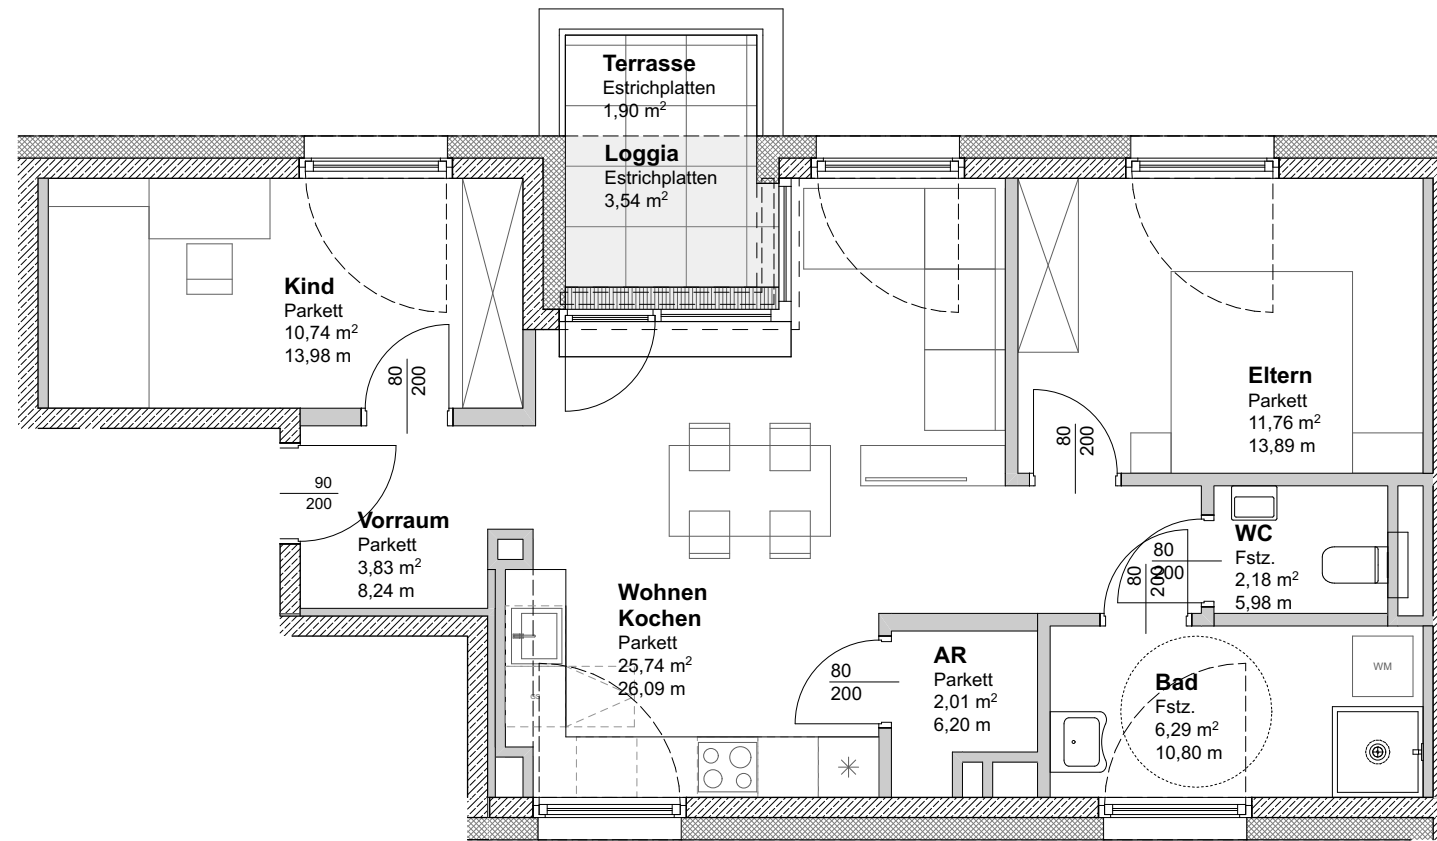 Terrasse
Estrichplatten
1,90 m²
Loggia
Estrichplatten
3,54 m²
Kind
Parkett
10,74 m²
13,98 m
80
200
Eltern
Parkett
11,76 m²
13,89 m
80
200
90
200
Vorraum
Parkett
3,83 m²
8,24 m
WC
Fstz.
2,18 m²
5,98 m
80
200
80
200
Wohnen
Kochen
Parkett
25,74 m²
26,09 m
AR
Parkett
2,01 m²
6,20 m
80
200
Bad
Fstz.
6,29 m²
10,80 m
WM